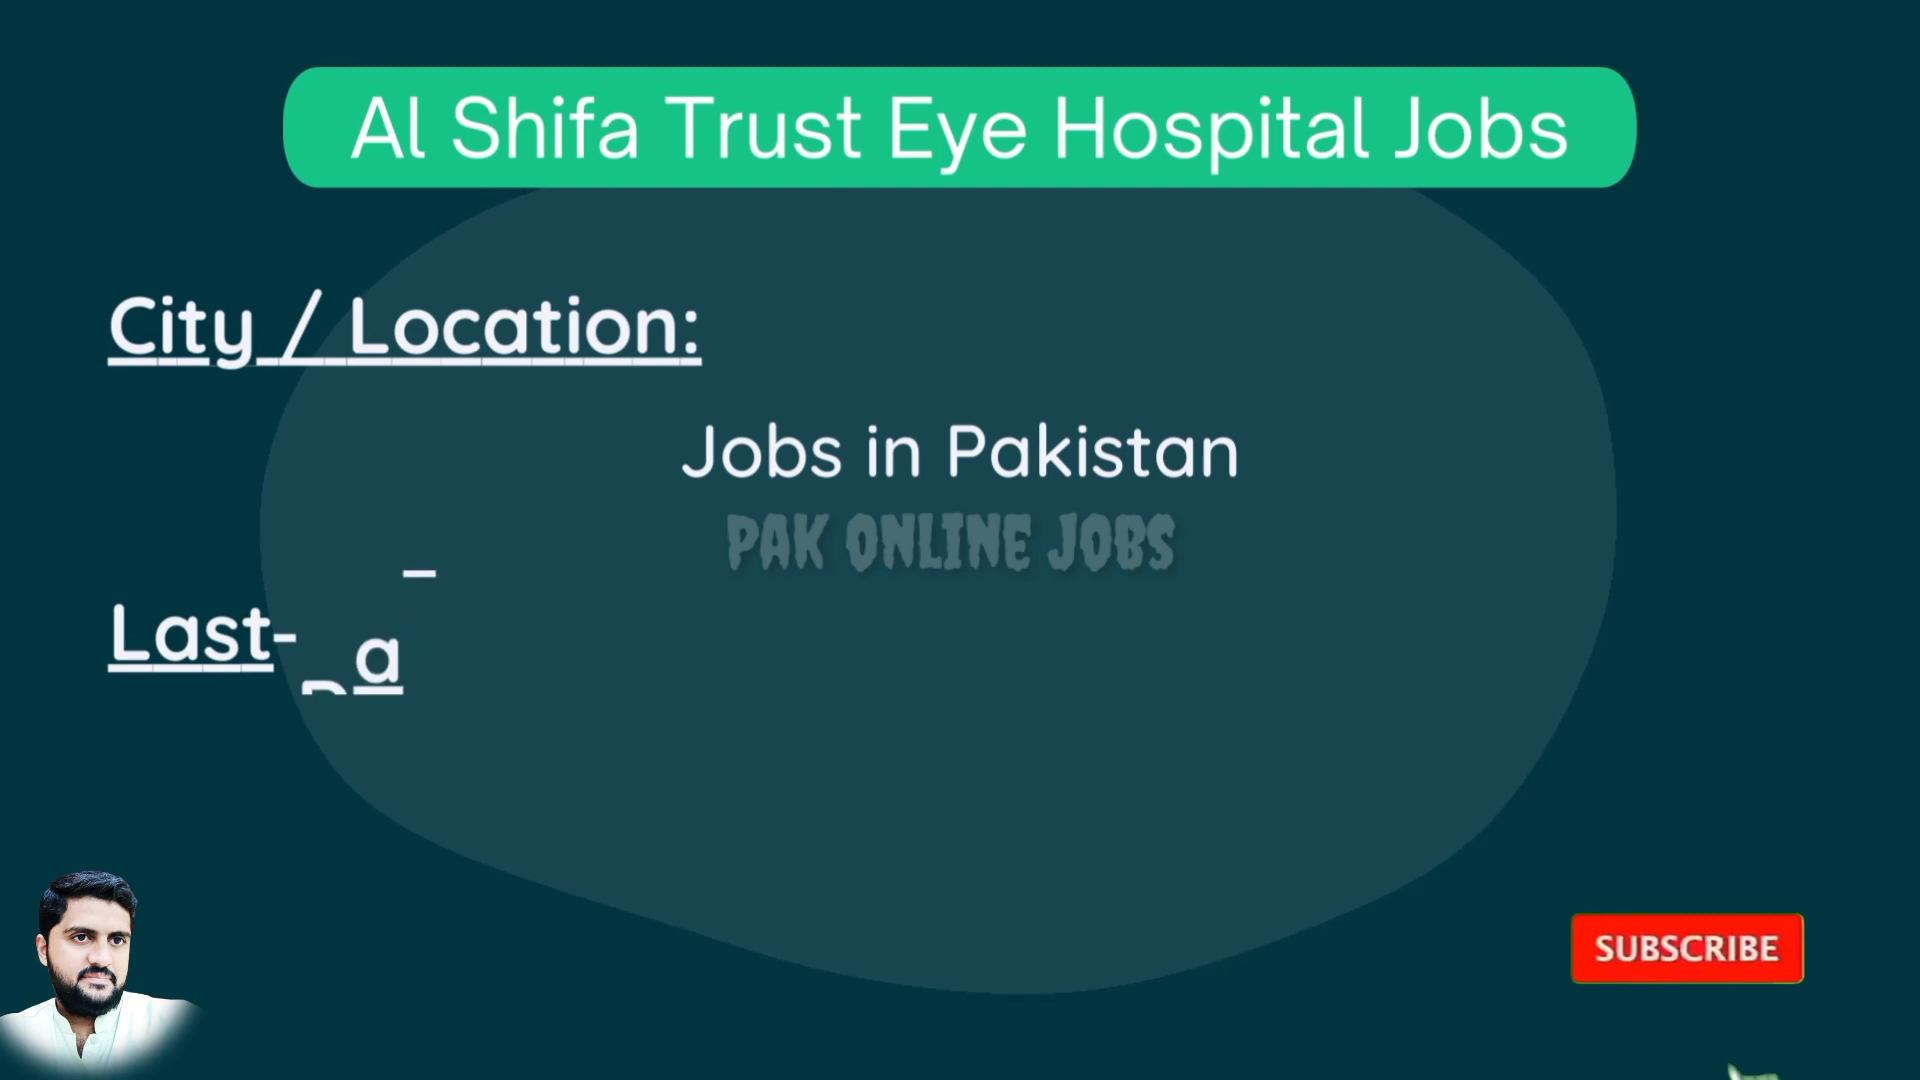 Al Shifa Trust Eye Hospital Jobs
City / Location:
Jobs in Pakistan
PAK ONLINE JOBS
Last-
a
SUBSCRIBE